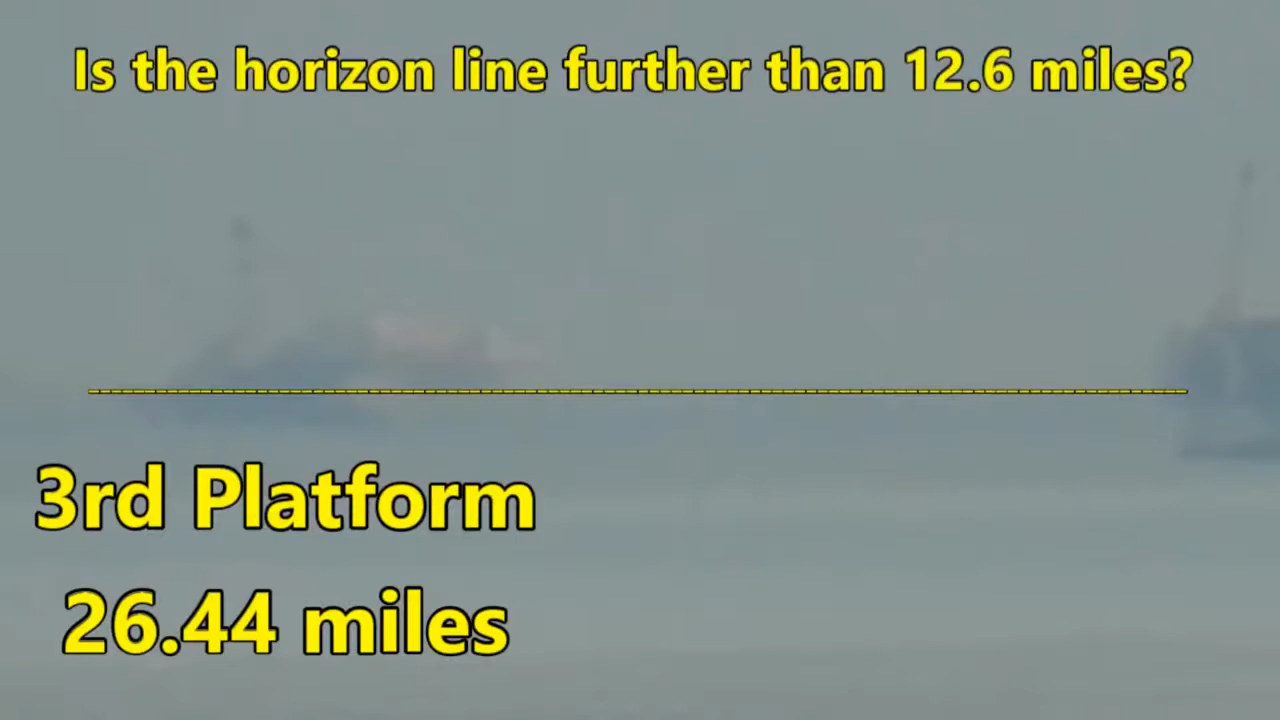 Is the horizon line further than 12.6 miles?
3rd Platform
26.44 miles